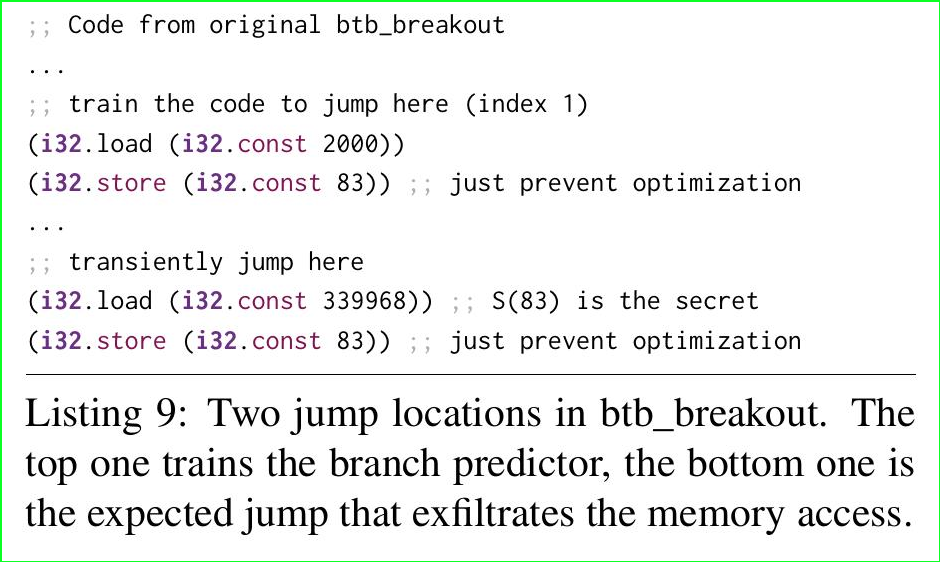 ;; Code from original btb_breakout
...
;; train the code to jump here (index 1)
(i32.load (i32.const 2000))
(i32.store (i32.const 83)) ;; just prevent optimization
...
;; transiently jump here
(i32.load (i32.const 339968)) ;; S(83) is the secret
(i32.store (i32.const 83)) ;; just prevent optimization
Listing 9: Two jump locations in btb_breakout. The
top one trains the branch predictor, the bottom one is
the expected jump that exfiltrates the memory access.